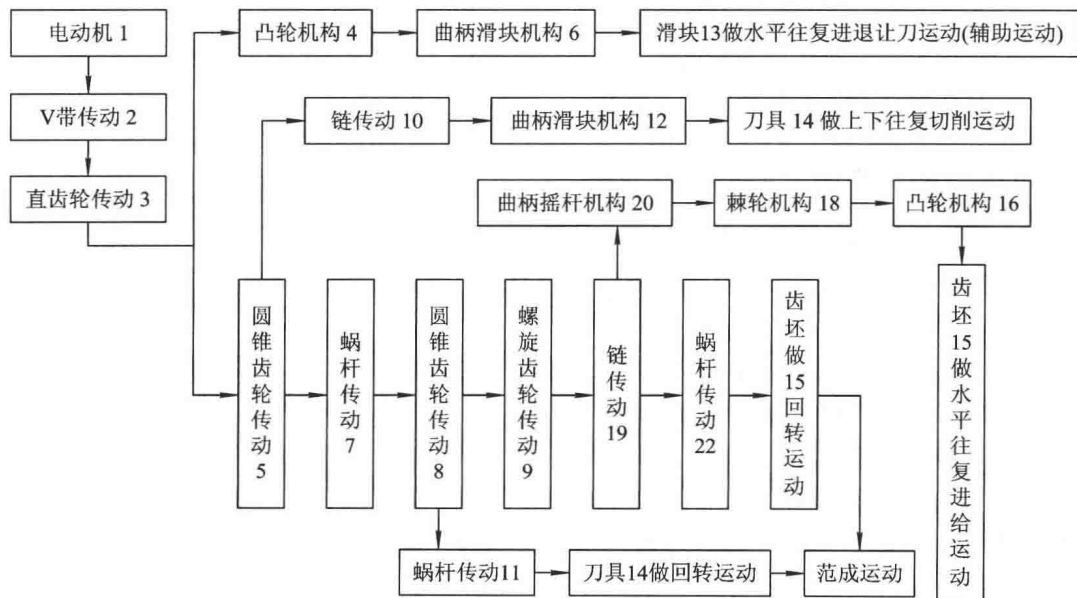 电动机 1
凸轮机构 4
曲柄滑块机构 6
滑块13做水平往复进退让刀运动(辅助运动)
V带传动 2
链传动 10
曲柄滑块机构 12
刀具 14 做上下往复切削运动
直齿轮传动 3
曲柄摇杆机构 20
棘轮机构 18
凸轮机构 16
圆锥齿轮传动5
蜗杆传动7
圆锥齿轮传动8
螺旋齿轮传动9
链传动19
蜗杆传动22
齿坯做15回转运动
齿坯15做水平往复进给运动
蜗杆传动11
刀具14做回转运动
范成运动